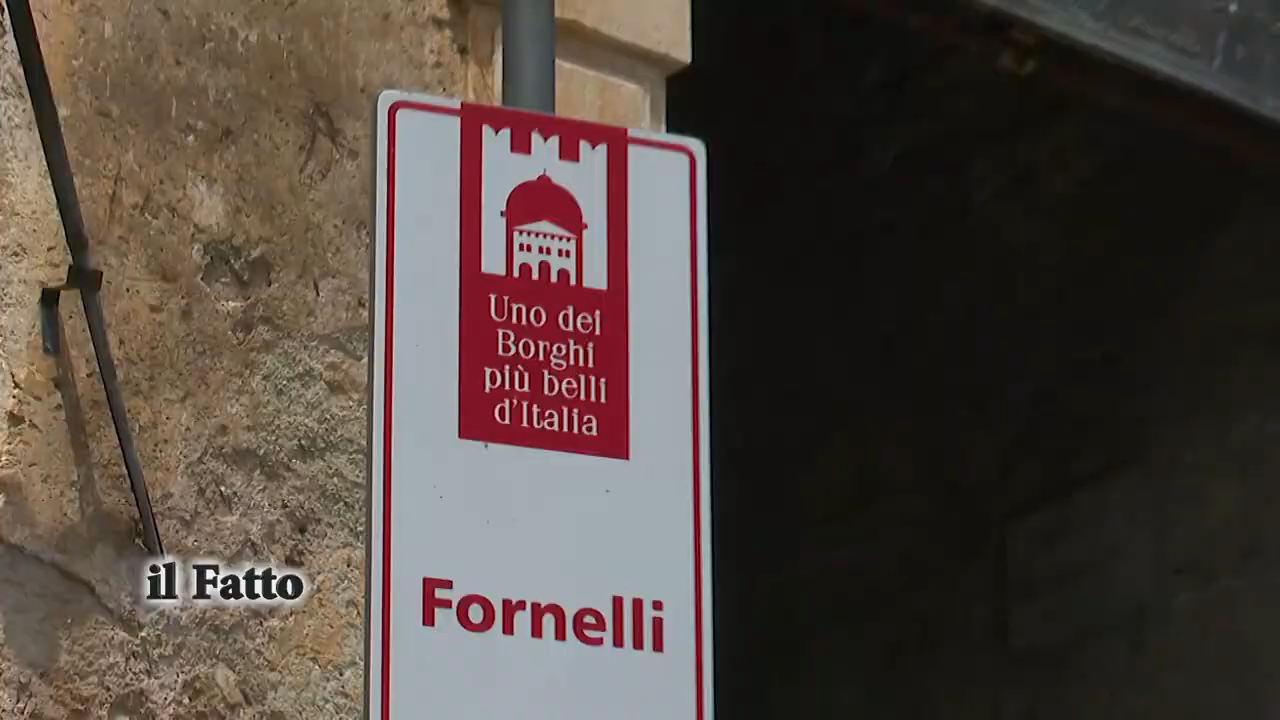 Uno dei
Borghi
più belli
d'Italia
Fornelli
il Fatto